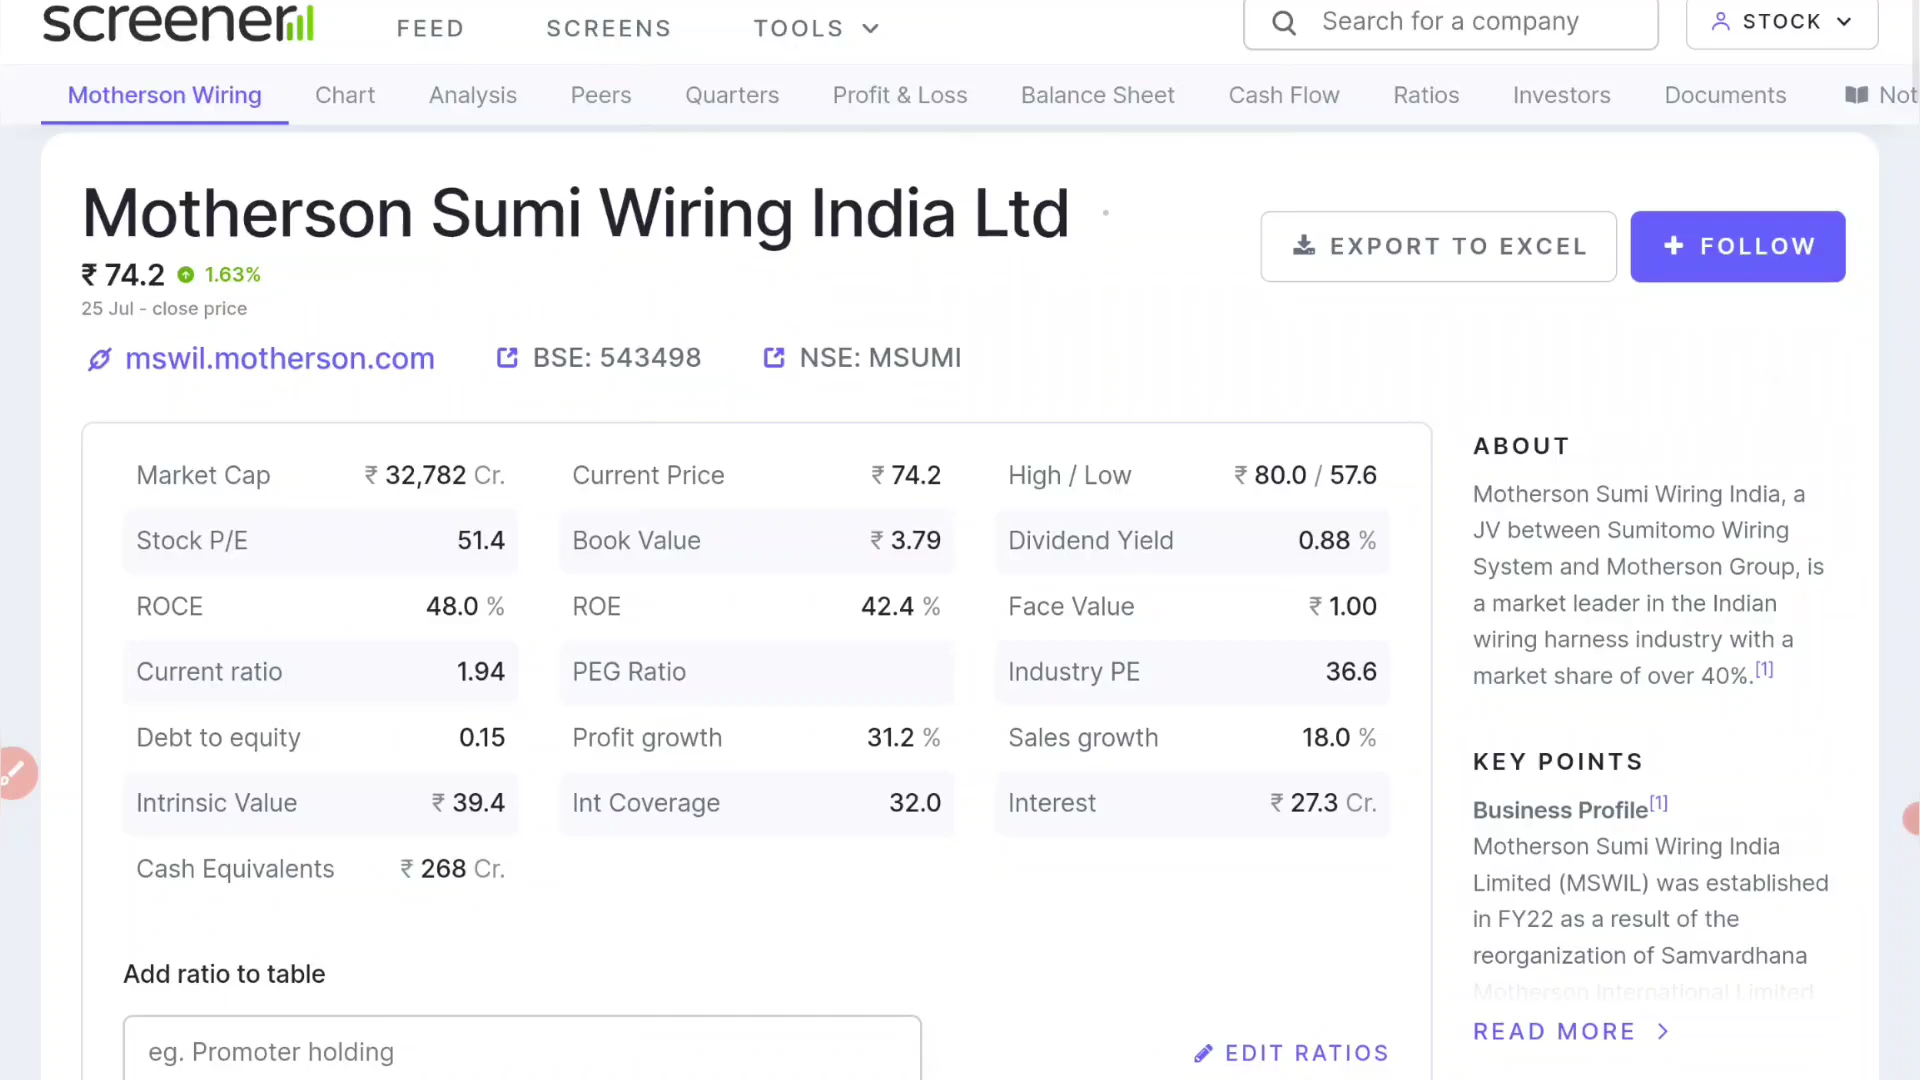 screener
FEED SCREENS TOOLS
Search for a company
STOCK
Motherson Wiring Chart Analysis Peers Quarters Profit & Loss Balance Sheet Cash Flow Ratios Investors Documents Not
Motherson Sumi Wiring India Ltd
EXPORT TO EXCEL
+ FOLLOW
₹ 74.2 1.63%
25 Jul - close price
mswil.motherson.com BSE: 543498 NSE: MSUMI
Market Cap ₹ 32,782 Cr.
Current Price ₹ 74.2
High / Low ₹ 80.0 / 57.6
Stock P/E 51.4
Book Value ₹ 3.79
Dividend Yield 0.88 %
ROCE 48.0 %
ROE 42.4 %
Face Value ₹ 1.00
Current ratio 1.94
PEG Ratio
Industry PE 36.6
Debt to equity 0.15
Profit growth 31.2 %
Sales growth 18.0 %
Intrinsic Value ₹ 39.4
Int Coverage 32.0
Interest ₹ 27.3 Cr.
Cash Equivalents ₹ 268 Cr.
Add ratio to table
eg. Promoter holding
EDIT RATIOS
ABOUT
Motherson Sumi Wiring India, a
JV between Sumitomo Wiring
System and Motherson Group, is
a market leader in the Indian
wiring harness industry with a
market share of over 40%.[1]
KEY POINTS
Business Profile[1]
Motherson Sumi Wiring India
Limited (MSWIL) was established
in FY22 as a result of the
reorganization of Samvardhana
Motherson International Limited
READ MORE